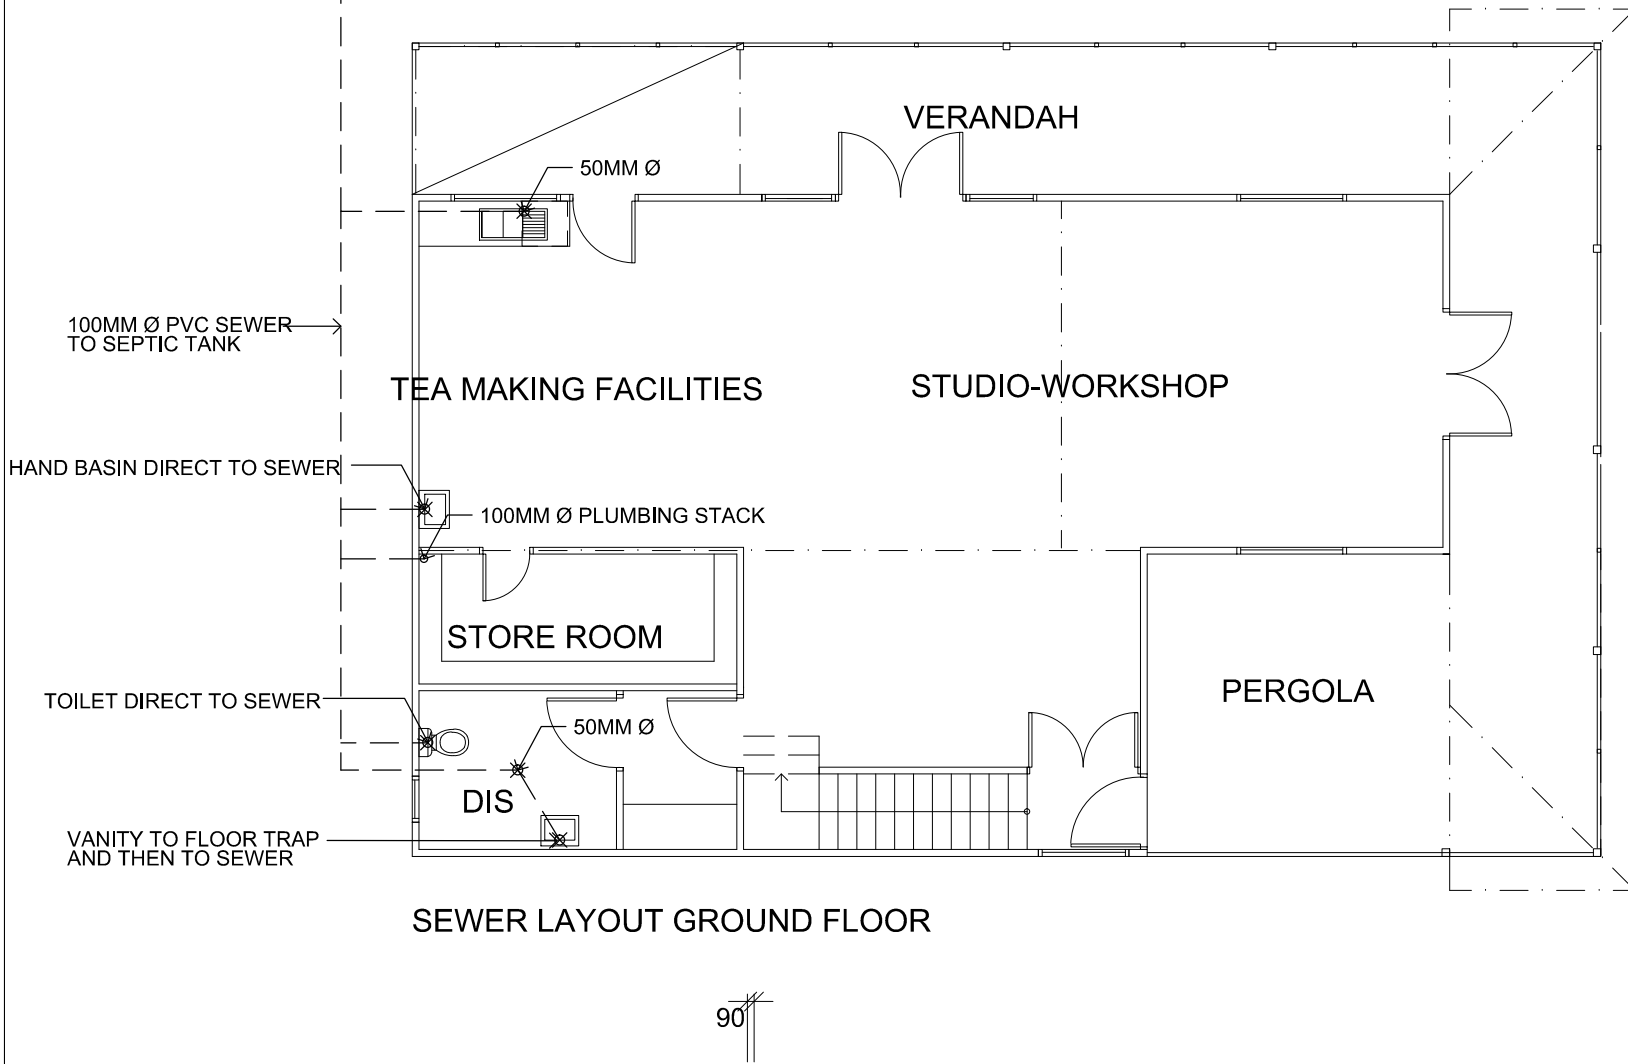 VERANDAH
50MM Ø
100MM Ø PVC SEWER
TO SEPTIC TANK
TEA MAKING FACILITIES
STUDIO-WORKSHOP
HAND BASIN DIRECT TO SEWER
100MM Ø PLUMBING STACK
STORE ROOM
TOILET DIRECT TO SEWER
PERGOLA
50MM Ø
DIS
VANITY TO FLOOR TRAP
AND THEN TO SEWER
SEWER LAYOUT GROUND FLOOR
90